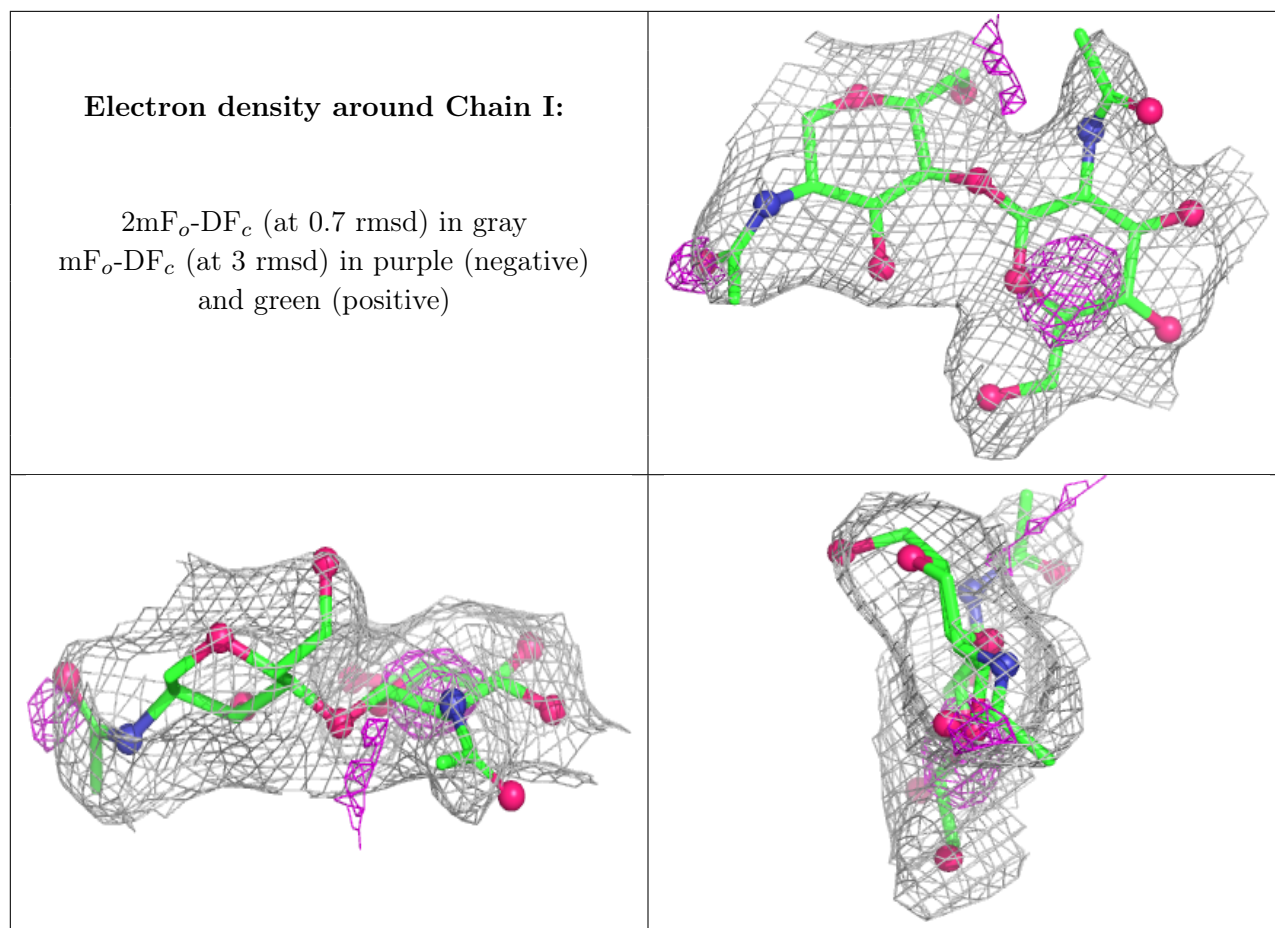 Electron density around Chain I:
2mFo-DFc (at 0.7 rmsd) in gray
mFo-DFc (at 3 rmsd) in purple (negative)
and green (positive)